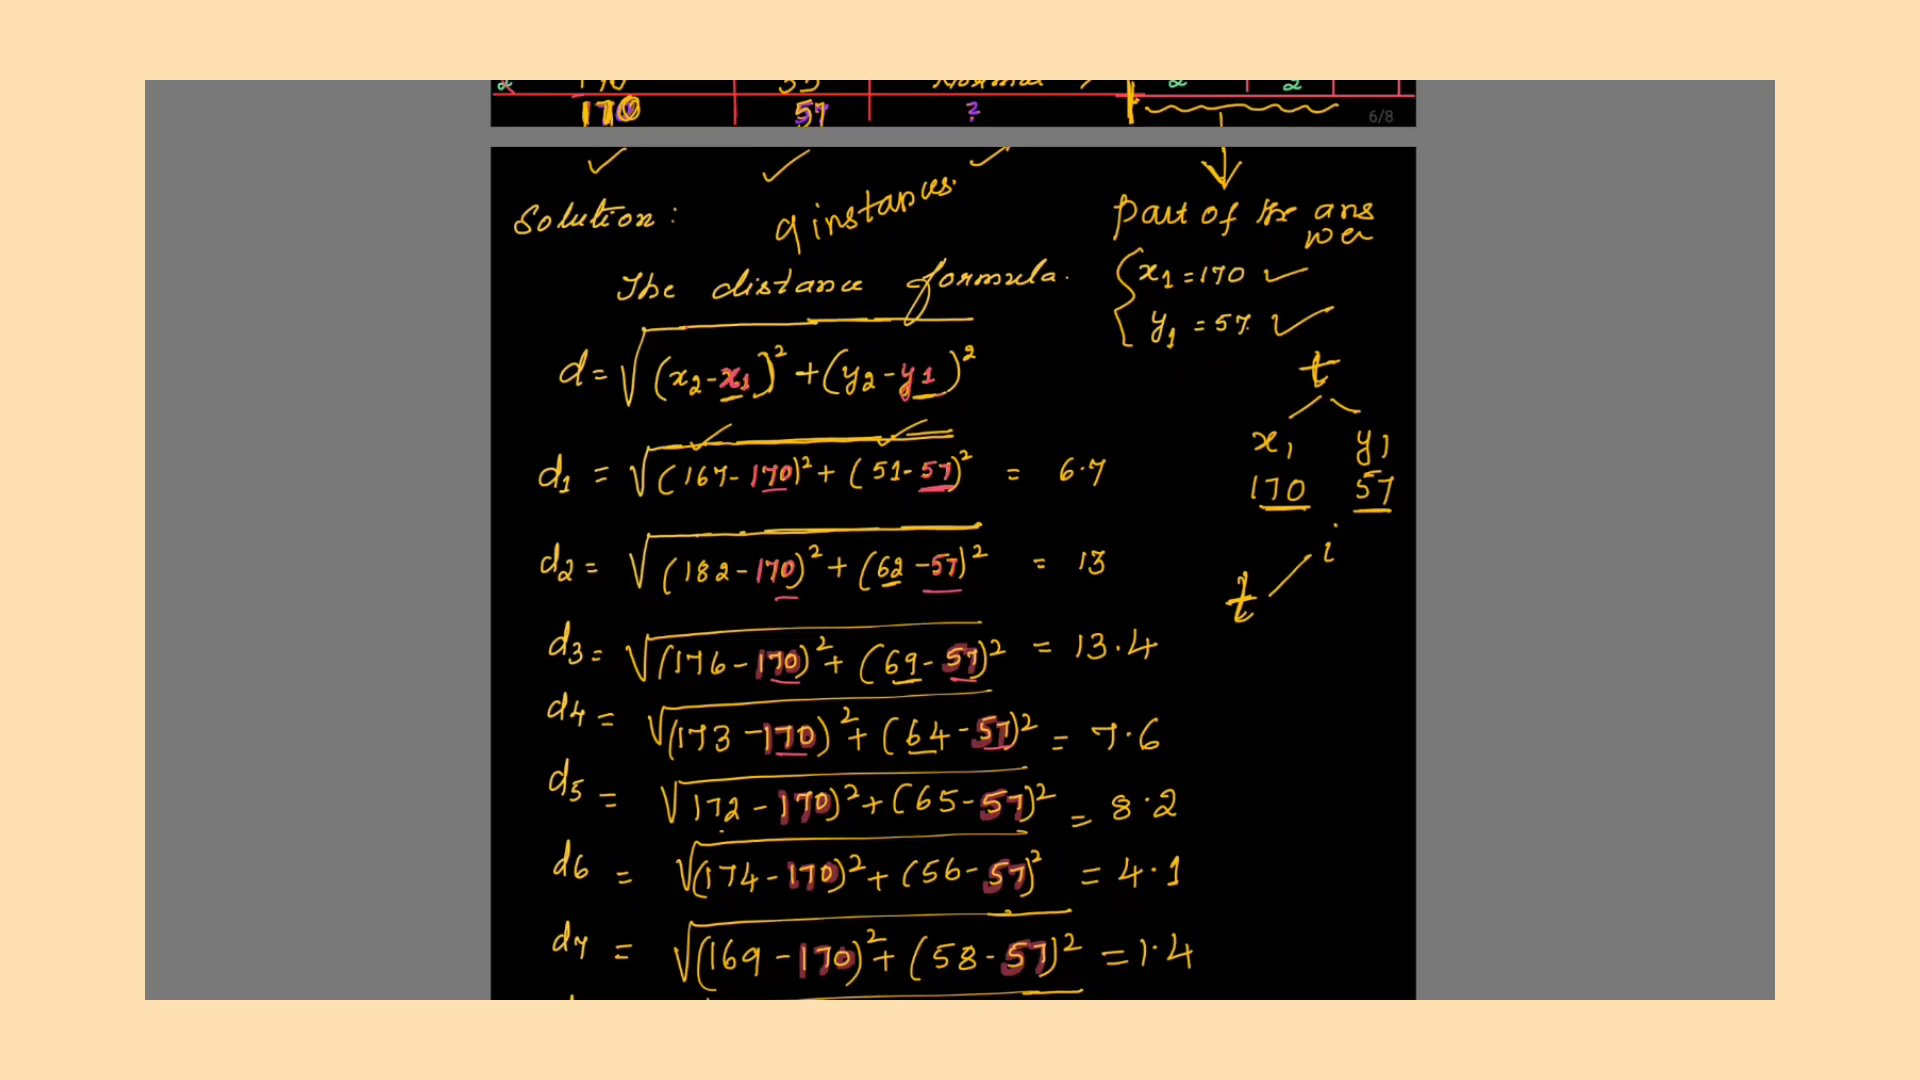 170 57 ?
6/8
Solution: 9 instances.
The distance formula.
d = √(x2-x1)² + (y2-y1)²
d1 = √(167-170)² + (51-57)² = 6.7
d2 = √(182-170)² + (62-57)² = 13
d3 = √(176-170)² + (69-57)² = 13.4
d4 = √(173-170)² + (64-57)² = 7.6
d5 = √172-170)² + (65-57)² = 8.2
d6 = √(174-170)² + (56-57)² = 4.1
d7 = √(169-170)² + (58-57)² = 1.4
part of the ans
wer
x1 = 170
y1 = 57
t
x1 y1
170 57
i
t